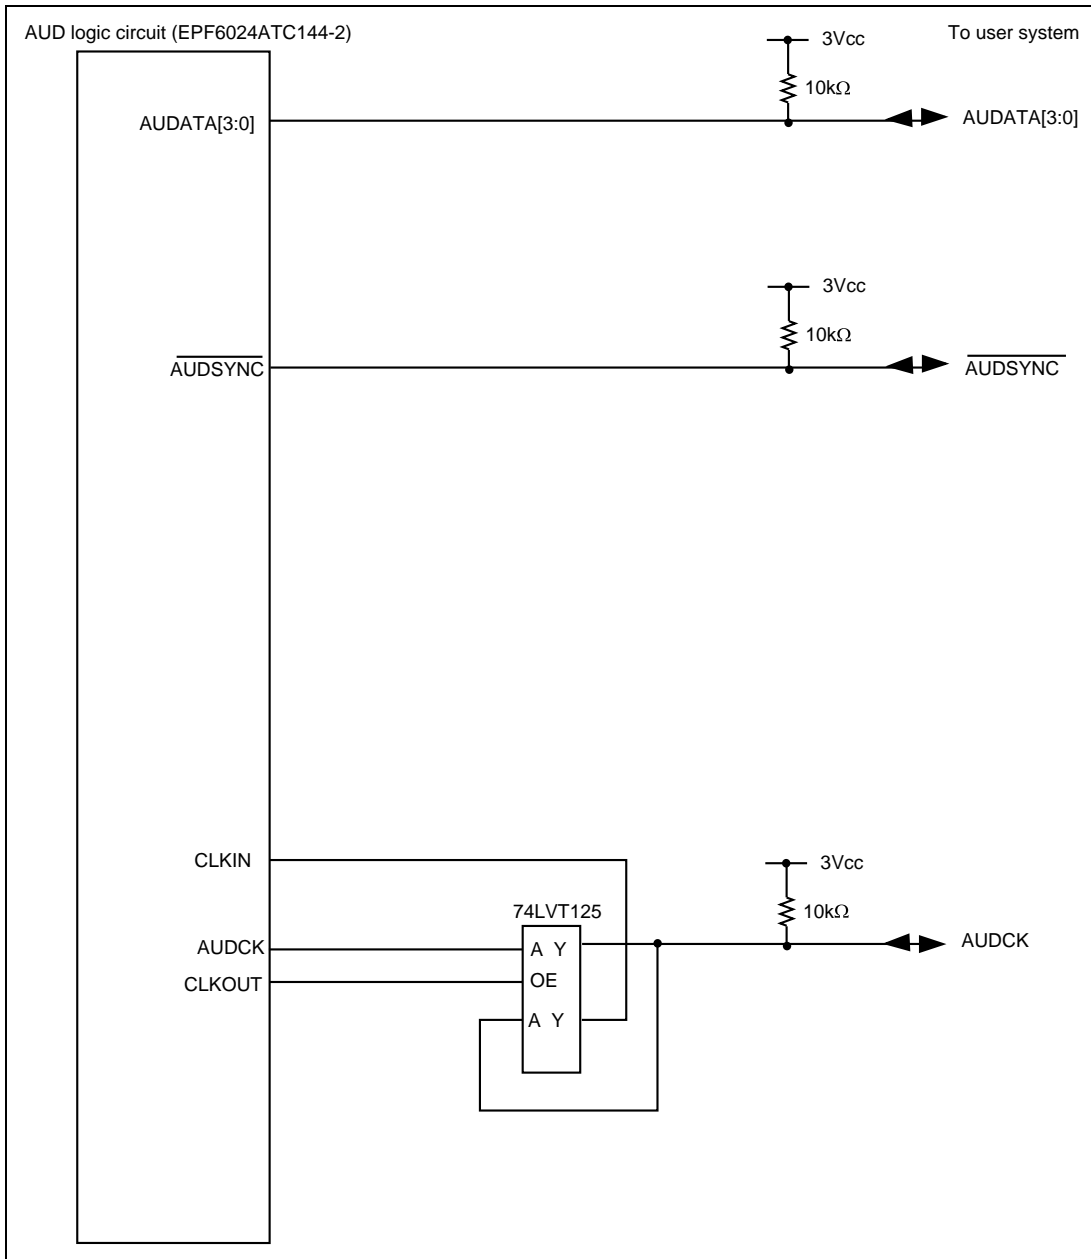 AUD logic circuit (EPF6024ATC144-2)
To user system
3Vcc
10kΩ
AUDATA[3:0]
AUDATA[3:0]
3Vcc
10kΩ
AUDSYNC
AUDSYNC
CLKIN
3Vcc
74LVT125
10kΩ
AUDCK
A Y
AUDCK
CLKOUT
OE
A Y